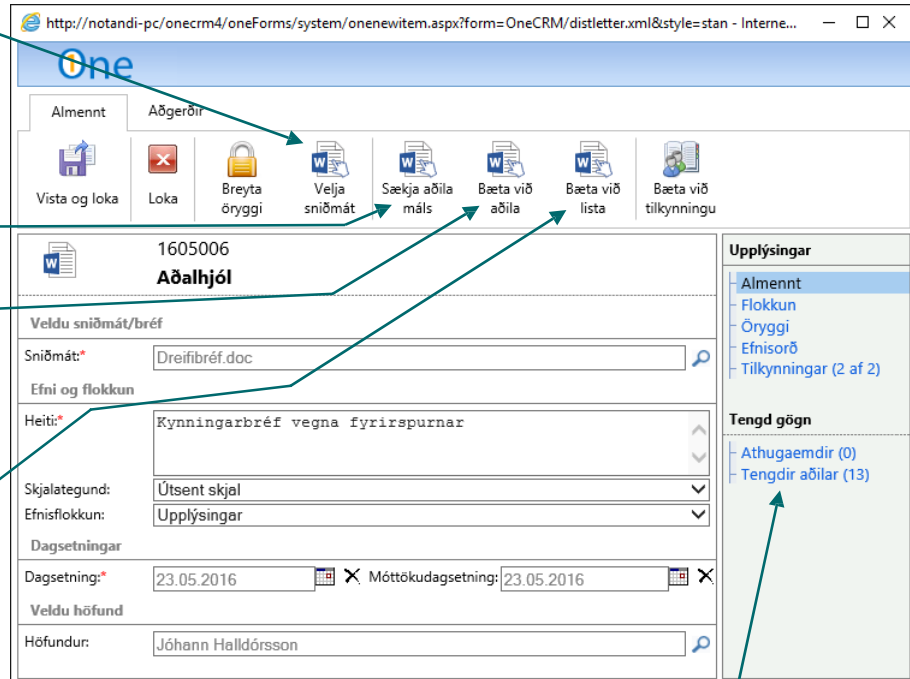 http://notandi-pc/onecrm4/oneForms/system/onenewitem.aspx?form=OneCRM/distletter.xml&style=stan - Interne...
One
Almennt Aðgerðir
Vista og loka
Loka
Breyta
öryggi
Velja
sniðmát
Sækja aðila
máls
Bæta við
aðila
Bæta við
lista
Bæta við
tilkynningu
1605006
Aðalhjól
Veldu sniðmát/bréf
Sniðmát:* Dreifibréf.doc
Efni og flokkun
Heiti:* Kynningarbréf vegna fyrirspurnar
Skjalategund: Útsent skjal
Efnisflokkun: Upplýsingar
Dagsetningar
Dagsetning:* 23.05.2016 Móttökudagsetning: 23.05.2016
Veldu höfund
Höfundur: Jóhann Halldórsson
Upplýsingar
Almennt
Flokkun
Öryggi
Efnisorð
Tilkynningar (2 af 2)
Tengd gögn
Athugaemdir (0)
Tengdir aðilar (13)